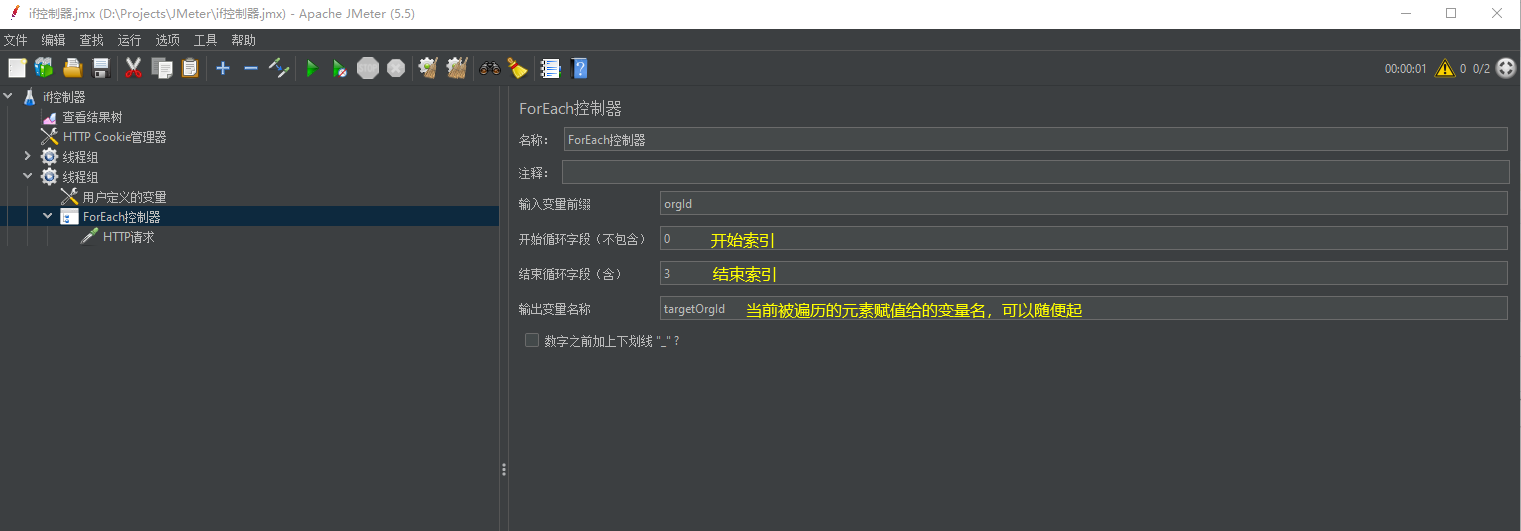 if控制器.jmx (D:\Projects\JMeter\if控制器.jmx) - Apache JMeter (5.5)
文件 编辑 查找 运行 选项 工具 帮助
STOP 00:00:01 0 0/2
if控制器
查看结果树
HTTP Cookie管理器
线程组
线程组
用户定义的变量
ForEach控制器
HTTP请求
ForEach控制器
名称： ForEach控制器
注释：
输入变量前缀 orgId
开始循环字段（不包含） 0 开始索引
结束循环字段（含） 3 结束索引
输出变量名称 targetOrgId 当前被遍历的元素赋值给的变量名，可以随便起
数字之前加上下划线 "_" ?